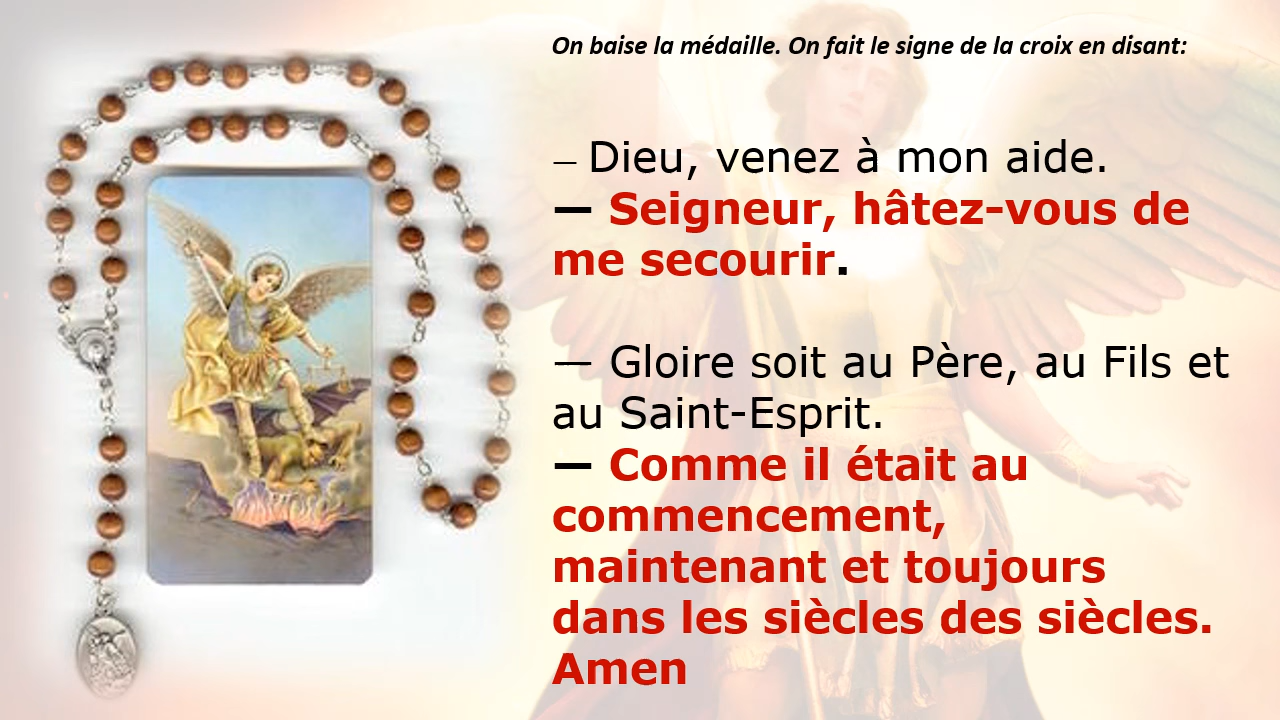 On baise la médaille. On fait le signe de la croix en disant:
– Dieu, venez à mon aide.
— Seigneur, hâtez-vous de
me secourir.
— Gloire soit au Père, au Fils et
au Saint-Esprit.
— Comme il était au
commencement,
maintenant et toujours
dans les siècles des siècles.
Amen